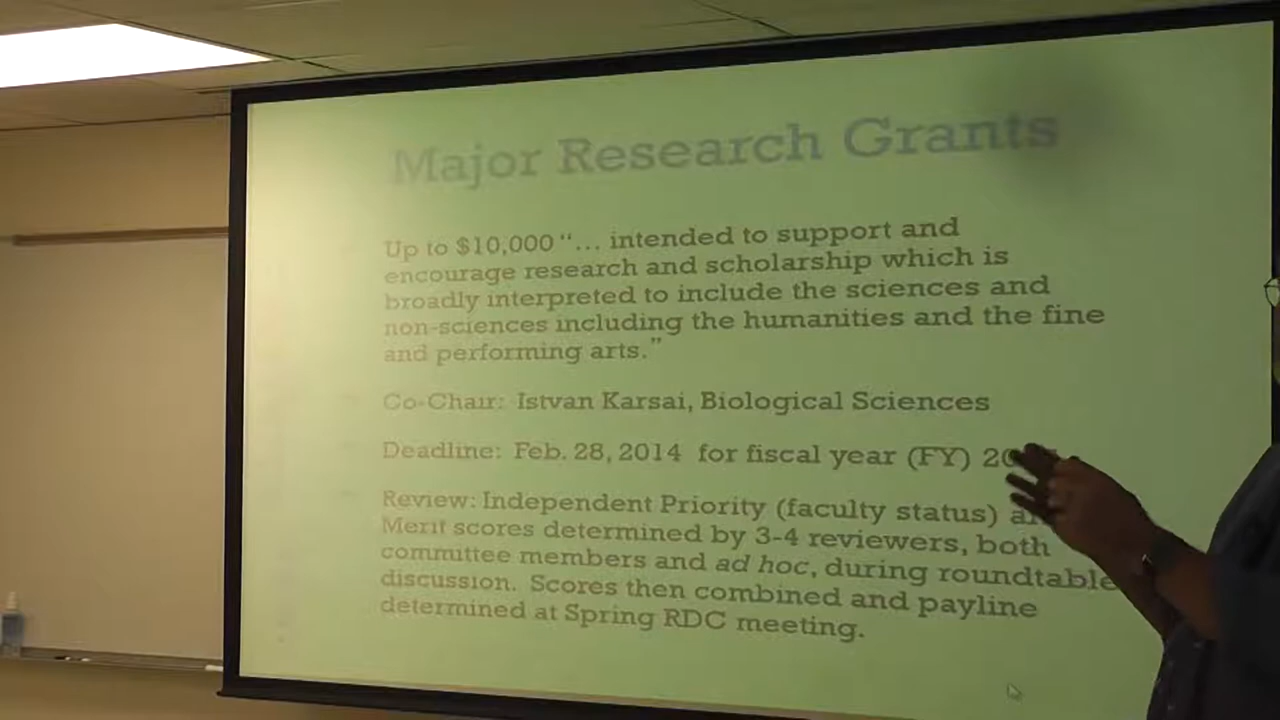 Major Research Grants
Up to $10,000 “… intended to support and
encourage research and scholarship which is
broadly interpreted to include the sciences and
non-sciences including the humanities and the fine
and performing arts.”
Co-Chair: Istvan Karsai, Biological Sciences
Deadline: Feb. 28, 2014 for fiscal year (FY)
Review: Independent Priority (faculty status)
Merit scores determined by 3-4 reviewers, both
committee members and ad hoc, during roundtable
discussion. Scores then combined and payline
determined at Spring RDC meeting.